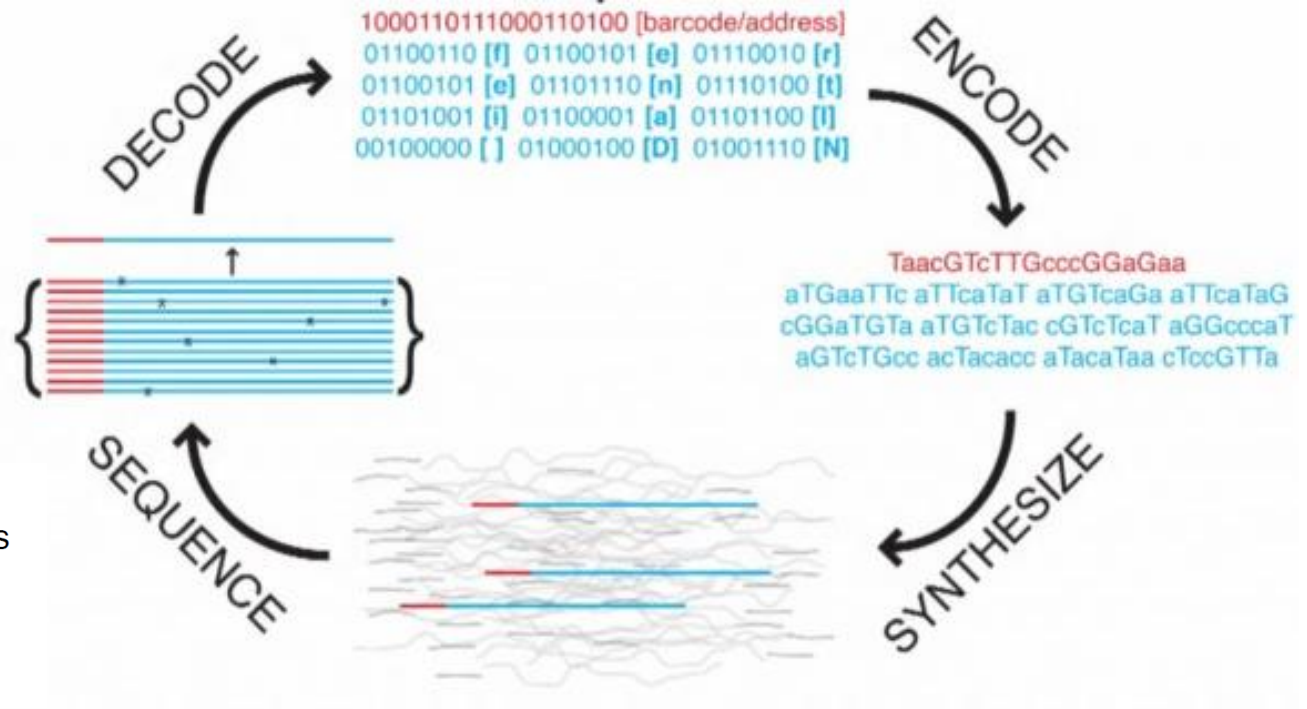 1000110111000110100 [barcode/address]
01100110 [f] 01100101 [e] 01110010 [r]
01100101 [e] 01101110 [n] 01110100 [t]
01101001 [i] 01100001 [a] 01101100 [l]
00100000 [ ] 01000100 [D] 01001110 [N]
DECODE
ENCODE
TaacGTcTTGcccGGaGaa
aTGaaTTc aTTcaTaT aTGTcaGa aTTcaTaG
cGGaTGTa aTGTcTac cGTcTcaT aGGcccaT
aGTcTGcc acTacacc aTacaTaa cTccGTTa
SEQUENCE
SYNTHESIZE
s